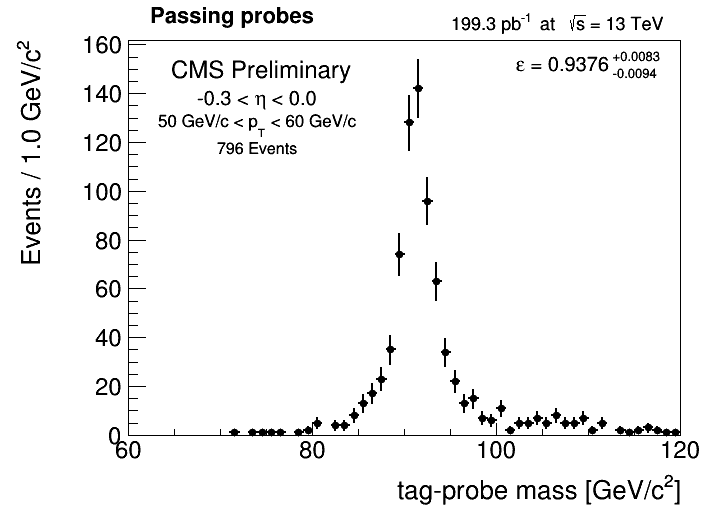 Passing probes
199.3 pb⁻¹ at √s = 13 TeV
CMS Preliminary
ε = 0.9376 +0.0083 -0.0094
-0.3 < η < 0.0
50 GeV/c < p_T < 60 GeV/c
796 Events
Events / 1.0 GeV/c²
160
140
120
100
80
60
40
20
0
60 80 100 120
tag-probe mass [GeV/c²]